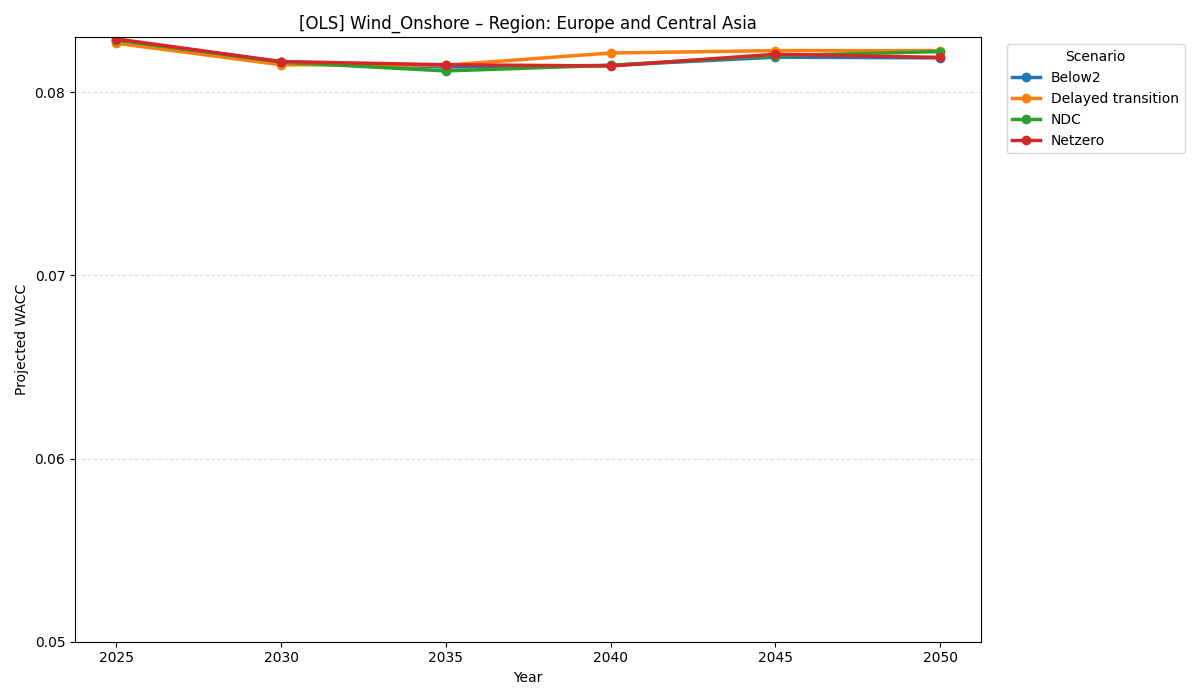 [OLS] Wind_Onshore – Region: Europe and Central Asia
Scenario
Below2
Delayed transition
NDC
Netzero
Projected WACC
0.08
0.07
0.06
0.05
2025 2030 2035 2040 2045 2050
Year